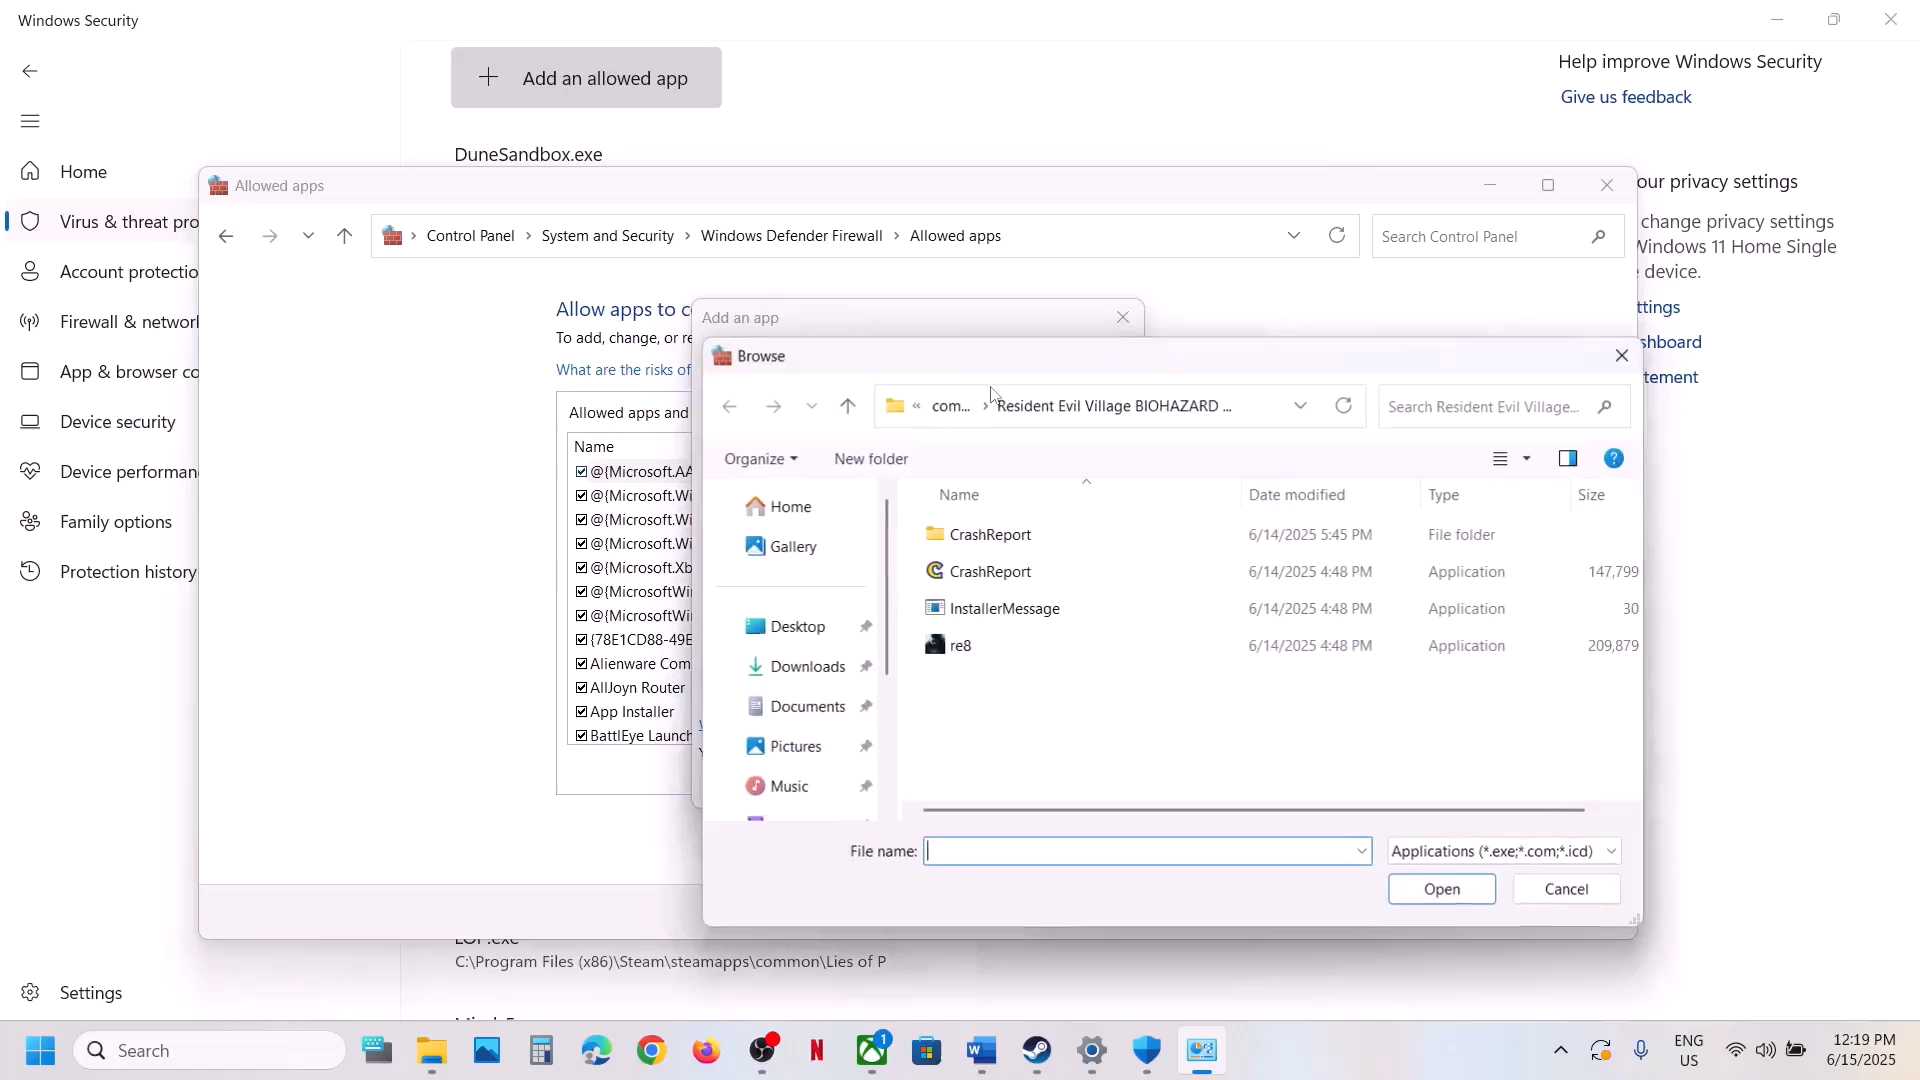 Windows Security
Add an allowed app
Help improve Windows Security
Give us feedback
Home
Virus & threat pro
Account protectio
Firewall & network
App & browser co
Device security
Device performan
Family options
Protection history
Settings
DuneSandbox.exe
our privacy settings
change privacy settings
Windows 11 Home Single
device.
ttings
shboard
tement
Allowed apps
Control Panel
System and Security
Windows Defender Firewall
Allowed apps
Search Control Panel
Allow apps to c
To add, change, or re
What are the risks of
Allowed apps and
Name
@{Microsoft.AA
@{Microsoft.Wi
@{Microsoft.Wi
@{Microsoft.Wi
@{Microsoft.Xb
@{MicrosoftWin
@{MicrosoftWin
{78E1CD88-49E
Alienware Com
AllJoyn Router
App Installer
BattlEye Launch
Add an app
Browse
« com... › Resident Evil Village BIOHAZARD ...
Search Resident Evil Village...
Organize
New folder
Home
Gallery
Desktop
Downloads
Documents
Pictures
Music
Name Date modified Type Size
CrashReport 6/14/2025 5:45 PM File folder
CrashReport 6/14/2025 4:48 PM Application 147,799
InstallerMessage 6/14/2025 4:48 PM Application 30
re8 6/14/2025 4:48 PM Application 209,879
File name:
Applications (*.exe;*.com;*.icd)
Open
Cancel
C:\Program Files (x86)\Steam\steamapps\common\Lies of P
Search
1
ENG
US
12:19 PM
6/15/2025